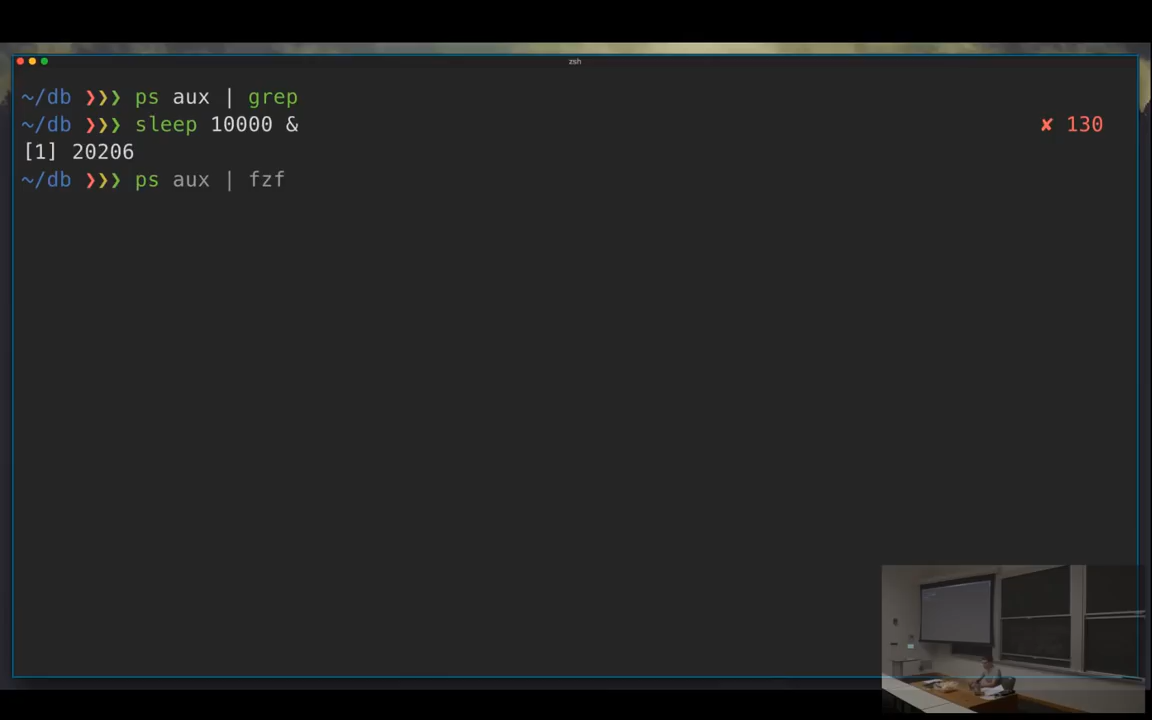 zsh
~/db ❯❯❯ ps aux | grep
~/db ❯❯❯ sleep 10000 & ✘ 130
[1] 20206
~/db ❯❯❯ ps aux | fzf